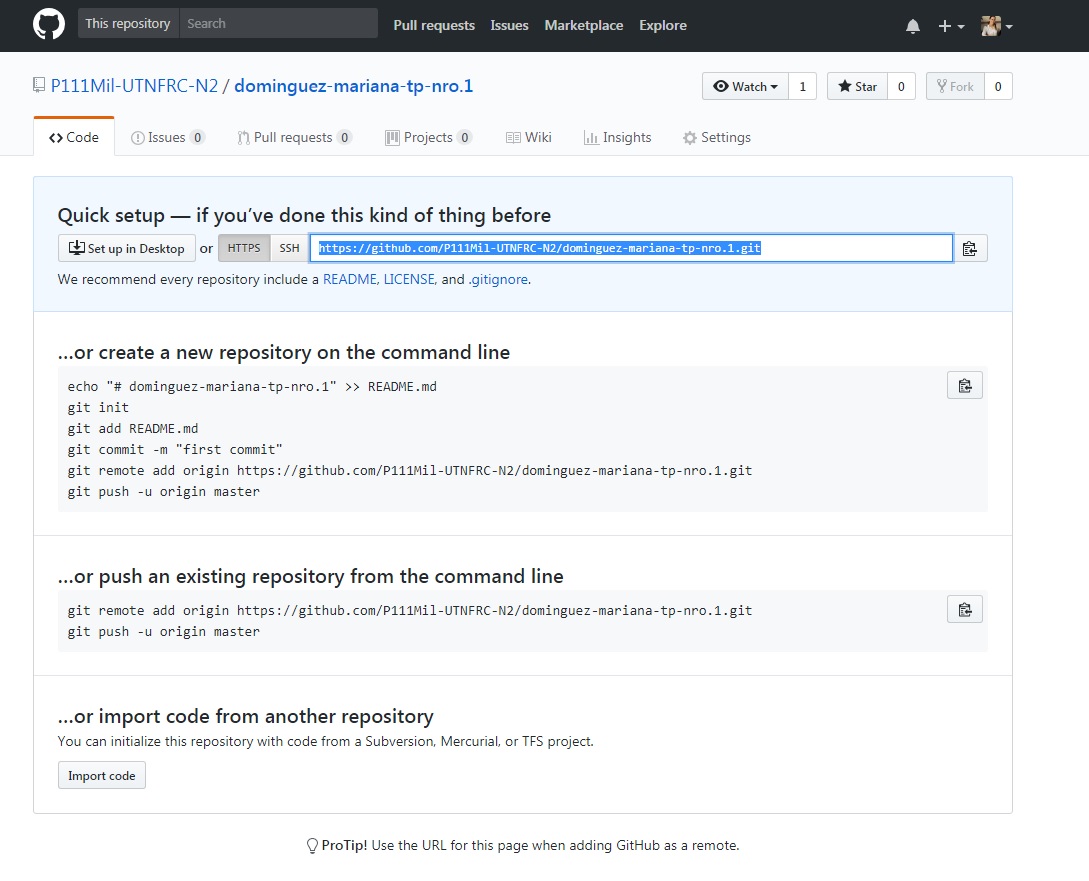 This repository Search Pull requests Issues Marketplace Explore
P111Mil-UTNFRC-N2 / dominguez-mariana-tp-nro.1 Watch 1 Star 0 Fork 0
Code Issues 0 Pull requests 0 Projects 0 Wiki Insights Settings
Quick setup — if you’ve done this kind of thing before
Set up in Desktop or HTTPS SSH https://github.com/P111Mil-UTNFRC-N2/dominguez-mariana-tp-nro.1.git
We recommend every repository include a README, LICENSE, and .gitignore.
…or create a new repository on the command line
echo "# dominguez-mariana-tp-nro.1" >> README.md
git init
git add README.md
git commit -m "first commit"
git remote add origin https://github.com/P111Mil-UTNFRC-N2/dominguez-mariana-tp-nro.1.git
git push -u origin master
…or push an existing repository from the command line
git remote add origin https://github.com/P111Mil-UTNFRC-N2/dominguez-mariana-tp-nro.1.git
git push -u origin master
…or import code from another repository
You can initialize this repository with code from a Subversion, Mercurial, or TFS project.
Import code
ProTip! Use the URL for this page when adding GitHub as a remote.